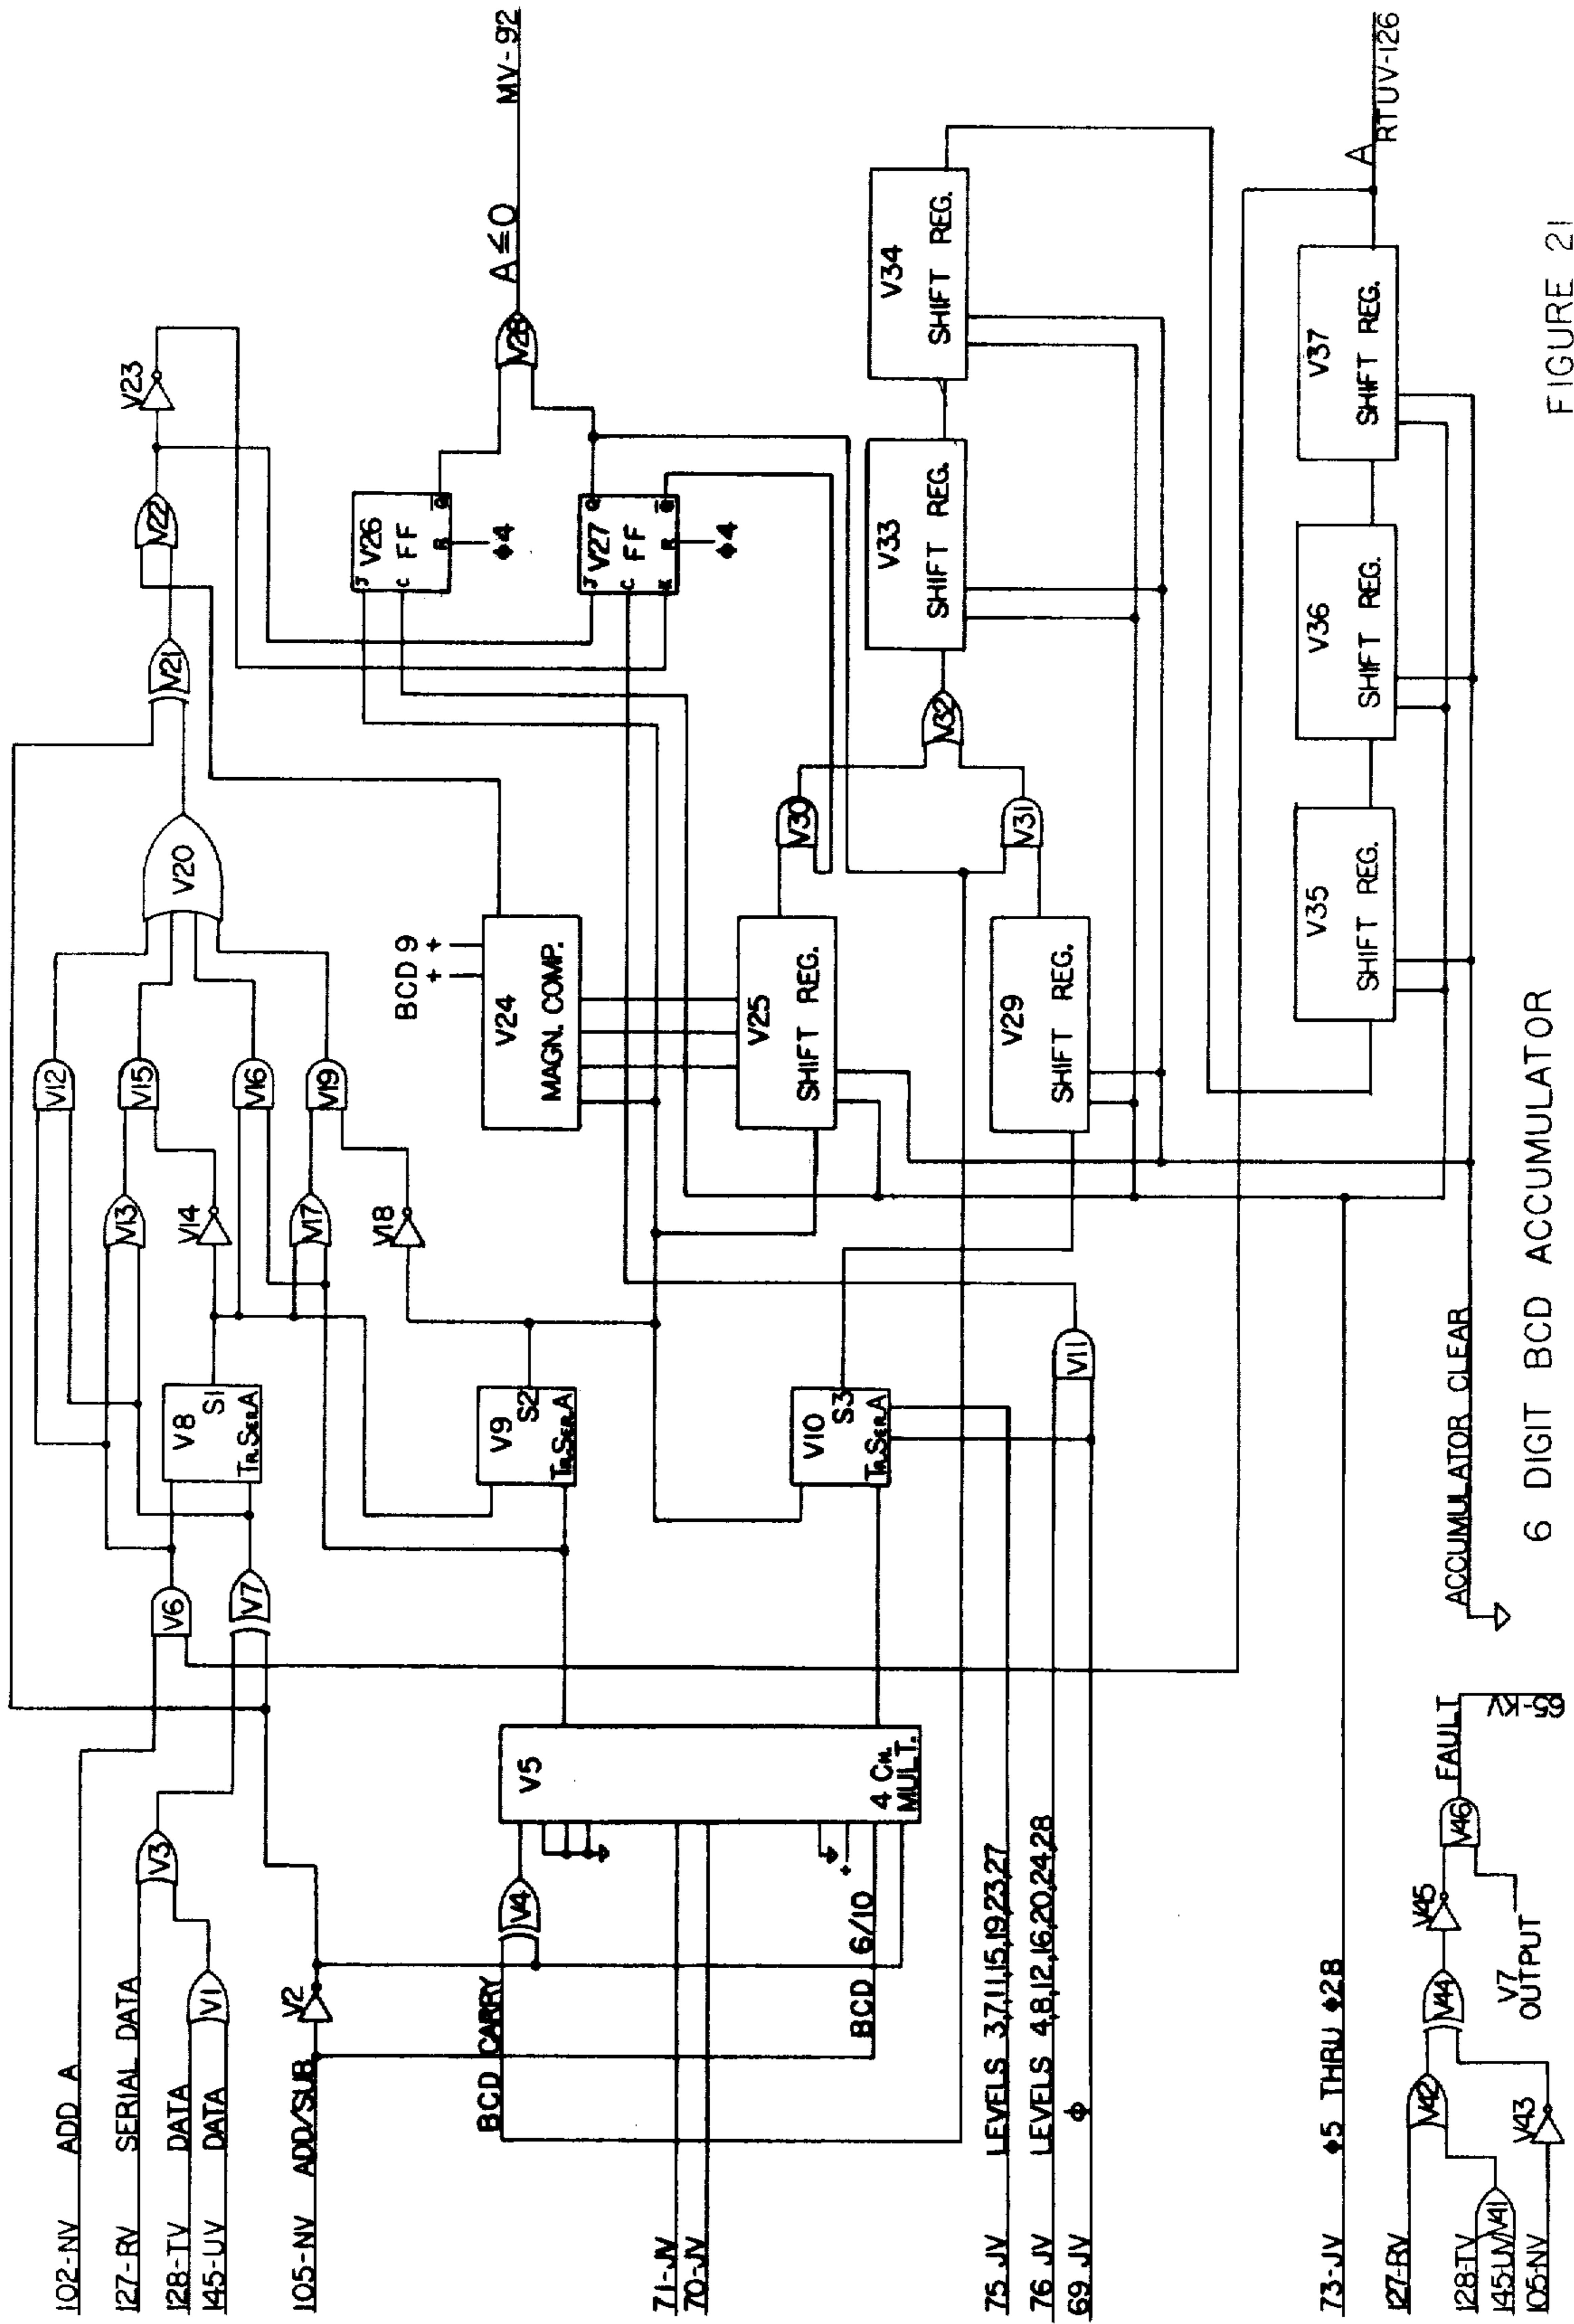 102-NV ADD A
127-RV SERIAL DATA
128-TV DATA
145-UV DATA
105-NV ADD/SUB
71-JV
70-JV
75 JV LEVELS 3,7,11,15,19,23,27
76 JV LEVELS 4,8,12,16,20,24,28
69 JV ϕ
73-JV ϕ5 THRU ϕ28
127-RV
128-TV
145-UV
105-NV
V1
V2
V3
BCD CARRY
V4
BCD 6/10
+
V5
4 CH. MULT.
V6
V7
V8
S1
TR. SER. A
V9
S2
TR. SER. A
V10
S3
TR. SER. A
V11
V12
V13
V14
V15
V16
V17
V18
V19
V20
V21
V22
V23
BCD 9 + +
V24
MAGN. COMP.
V25
SHIFT REG.
V26
FF
J
C
Q
R
ϕ4
V27
FF
J
C
K
Q
Q
R
ϕ4
V28
A≤0
MV-92
V29
SHIFT REG.
V30
V31
V32
V33
SHIFT REG.
V34
SHIFT REG.
V35
SHIFT REG.
V36
SHIFT REG.
V37
SHIFT REG.
A
RTUV-126
V41
V42
V43
V44
V45
V7
OUTPUT
V46
FAULT
65-KV
ACCUMULATOR CLEAR
6 DIGIT BCD ACCUMULATOR
FIGURE 21